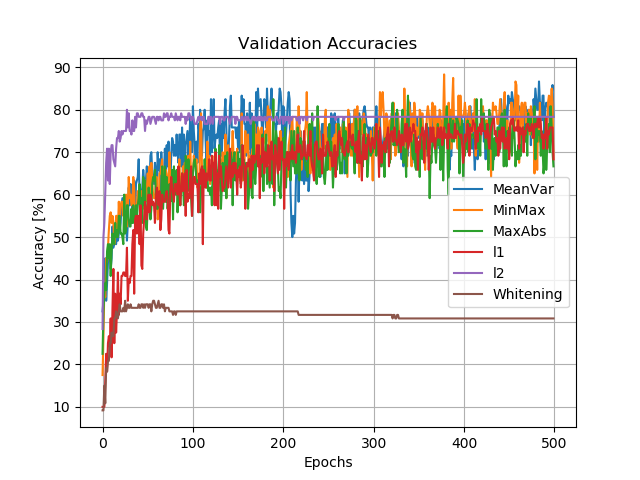 Validation Accuracies
90
80
70
60
50
40
30
20
10
Accuracy [%]
0
100
200
300
400
500
Epochs
MeanVar
MinMax
MaxAbs
l1
l2
Whitening